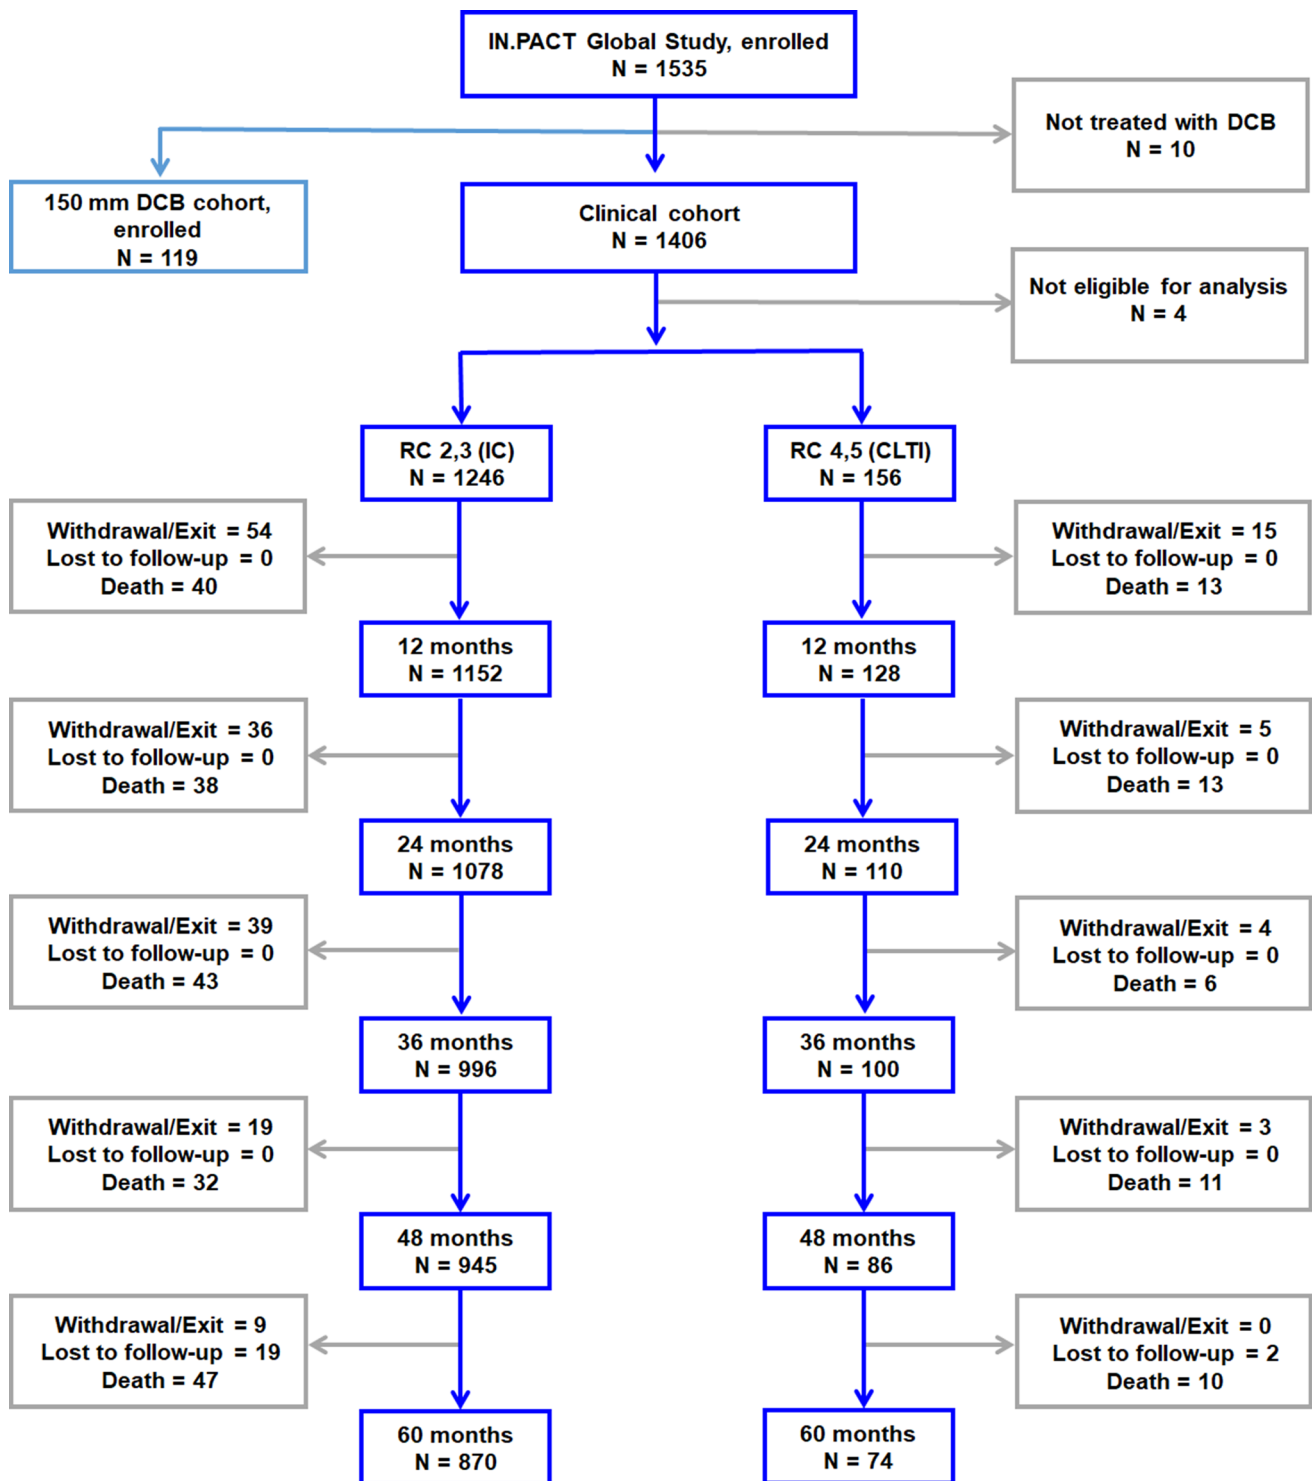 IN.PACT Global Study, enrolled
N = 1535
Not treated with DCB
N = 10
150 mm DCB cohort,
enrolled
N = 119
Clinical cohort
N = 1406
Not eligible for analysis
N = 4
RC 2,3 (IC)
N = 1246
RC 4,5 (CLTI)
N = 156
Withdrawal/Exit = 54
Lost to follow-up = 0
Death = 40
Withdrawal/Exit = 15
Lost to follow-up = 0
Death = 13
12 months
N = 1152
12 months
N = 128
Withdrawal/Exit = 36
Lost to follow-up = 0
Death = 38
Withdrawal/Exit = 5
Lost to follow-up = 0
Death = 13
24 months
N = 1078
24 months
N = 110
Withdrawal/Exit = 39
Lost to follow-up = 0
Death = 43
Withdrawal/Exit = 4
Lost to follow-up = 0
Death = 6
36 months
N = 996
36 months
N = 100
Withdrawal/Exit = 19
Lost to follow-up = 0
Death = 32
Withdrawal/Exit = 3
Lost to follow-up = 0
Death = 11
48 months
N = 945
48 months
N = 86
Withdrawal/Exit = 9
Lost to follow-up = 19
Death = 47
Withdrawal/Exit = 0
Lost to follow-up = 2
Death = 10
60 months
N = 870
60 months
N = 74